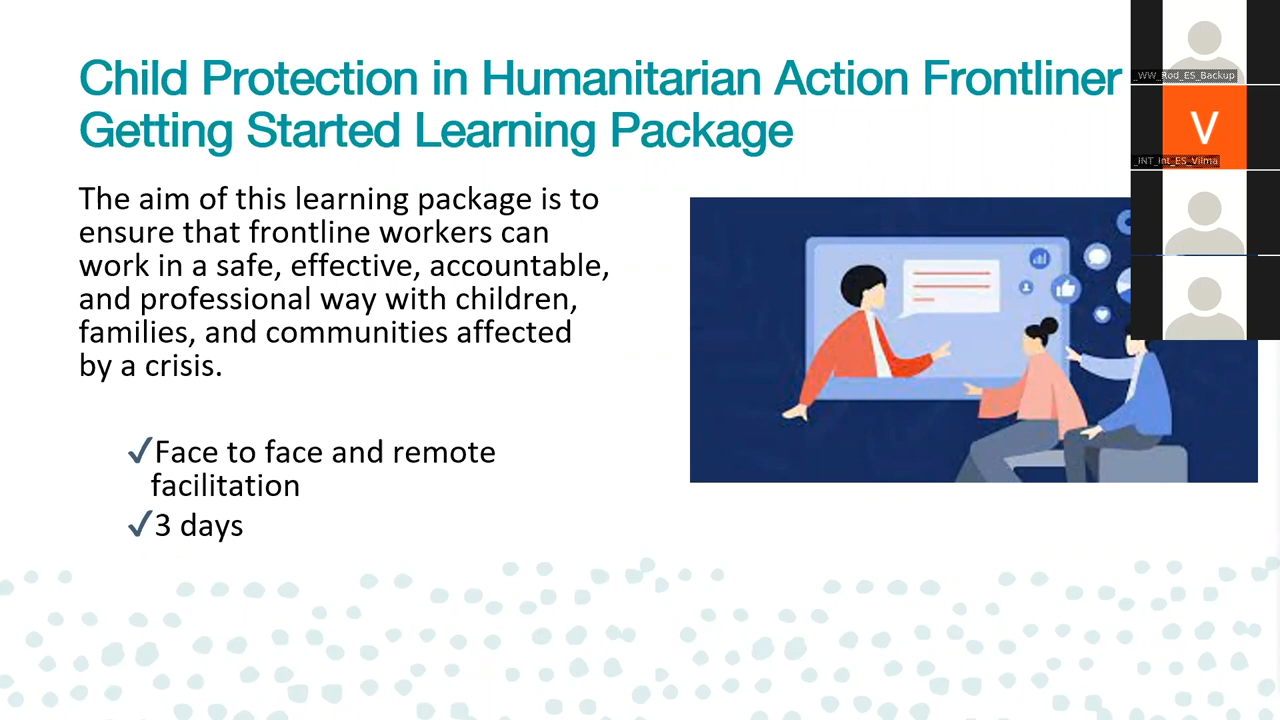 Child Protection in Humanitarian Action Frontliner
Getting Started Learning Package
The aim of this learning package is to
ensure that frontline workers can
work in a safe, effective, accountable,
and professional way with children,
families, and communities affected
by a crisis.
✓Face to face and remote
facilitation
✓3 days
_WW_Rod_ES_Backup
V
_INT_Int_ES_Vilma